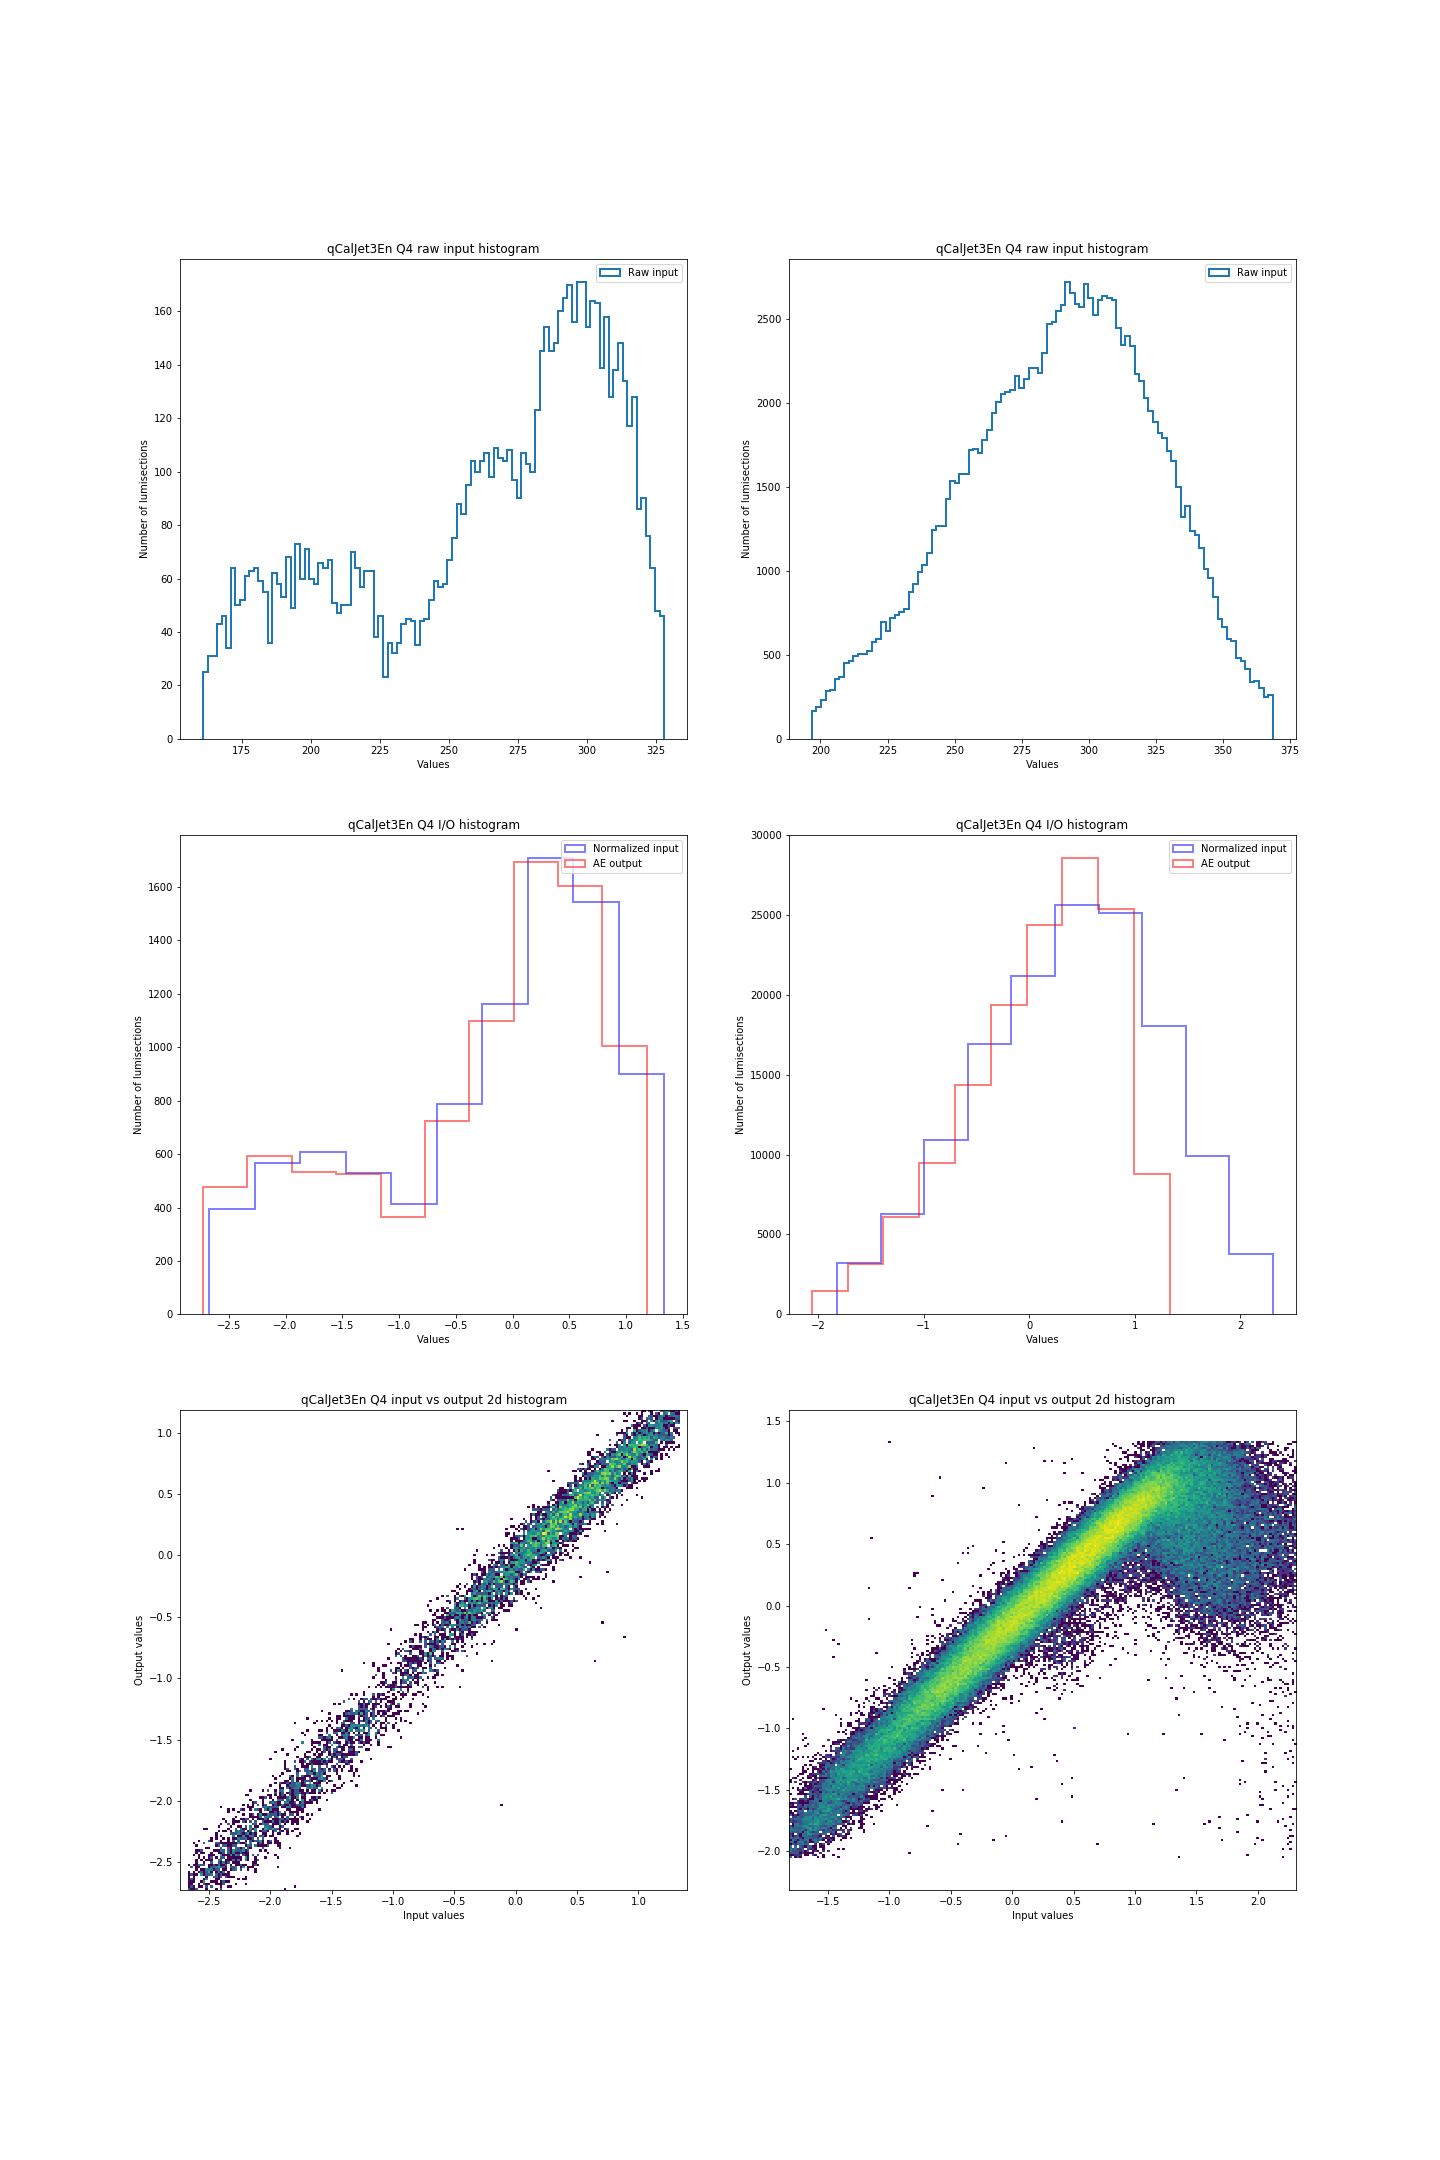 qCalJet3En Q4 raw input histogram
Raw input
160
140
120
100
80
60
40
20
0
Number of lumisections
175 200 225 250 275 300 325
Values
qCalJet3En Q4 raw input histogram
Raw input
2500
2000
1500
1000
500
0
Number of lumisections
200 225 250 275 300 325 350 375
Values
qCalJet3En Q4 I/O histogram
Normalized input
AE output
1600
1400
1200
1000
800
600
400
200
0
Number of lumisections
−2.5 −2.0 −1.5 −1.0 −0.5 0.0 0.5 1.0 1.5
Values
qCalJet3En Q4 I/O histogram
Normalized input
AE output
30000
25000
20000
15000
10000
5000
0
Number of lumisections
−2 −1 0 1 2
Values
qCalJet3En Q4 input vs output 2d histogram
1.0
0.5
0.0
−0.5
−1.0
−1.5
−2.0
−2.5
Output values
−2.5 −2.0 −1.5 −1.0 −0.5 0.0 0.5 1.0
Input values
qCalJet3En Q4 input vs output 2d histogram
1.5
1.0
0.5
0.0
−0.5
−1.0
−1.5
−2.0
Output values
−1.5 −1.0 −0.5 0.0 0.5 1.0 1.5 2.0
Input values